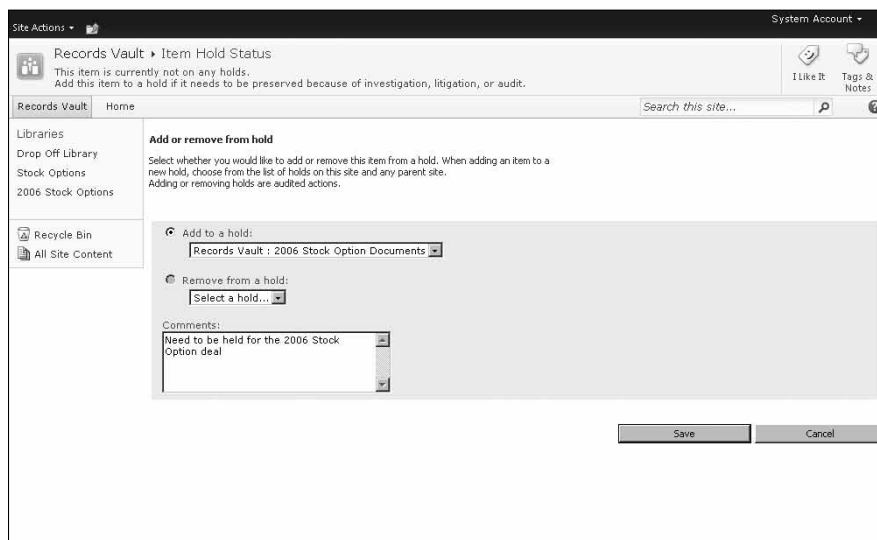 Site Actions
System Account
Records Vault ▸ Item Hold Status
This item is currently not on any holds.
Add this item to a hold if it needs to be preserved because of investigation, litigation, or audit.
I Like It
Tags &
Notes
Records Vault
Home
Search this site...
Libraries
Drop Off Library
Stock Options
2006 Stock Options
Recycle Bin
All Site Content
Add or remove from hold
Select whether you would like to add or remove this item from a hold. When adding an item to a
new hold, choose from the list of holds on this site and any parent site.
Adding or removing holds are audited actions.
Add to a hold:
Records Vault : 2006 Stock Option Documents
Remove from a hold:
Select a hold...
Comments:
Need to be held for the 2006 Stock
Option deal
Save
Cancel